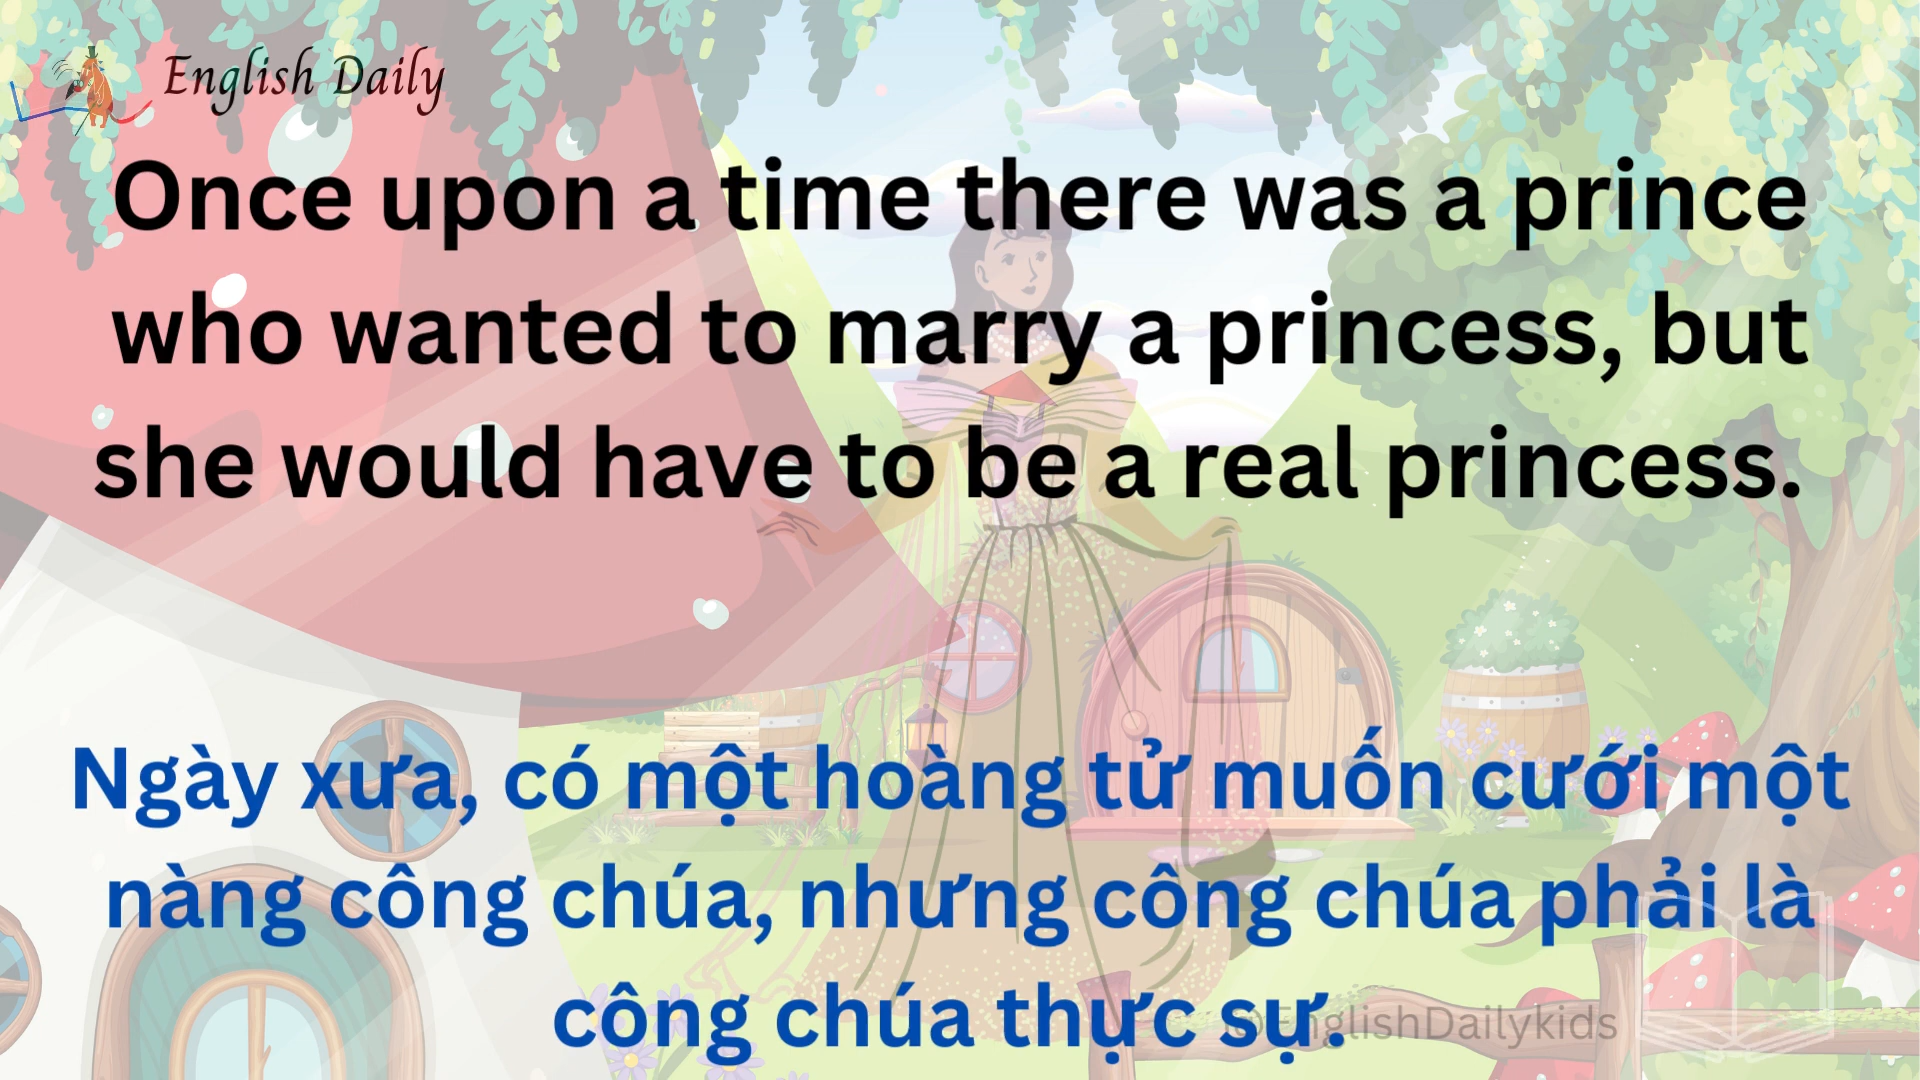 English Daily
Once upon a time there was a prince
who wanted to marry a princess, but
she would have to be a real princess.
Ngày xưa, có một hoàng tử muốn cưới một
nàng công chúa, nhưng công chúa phải là
công chúa thực sự.
@EnglishDailykids